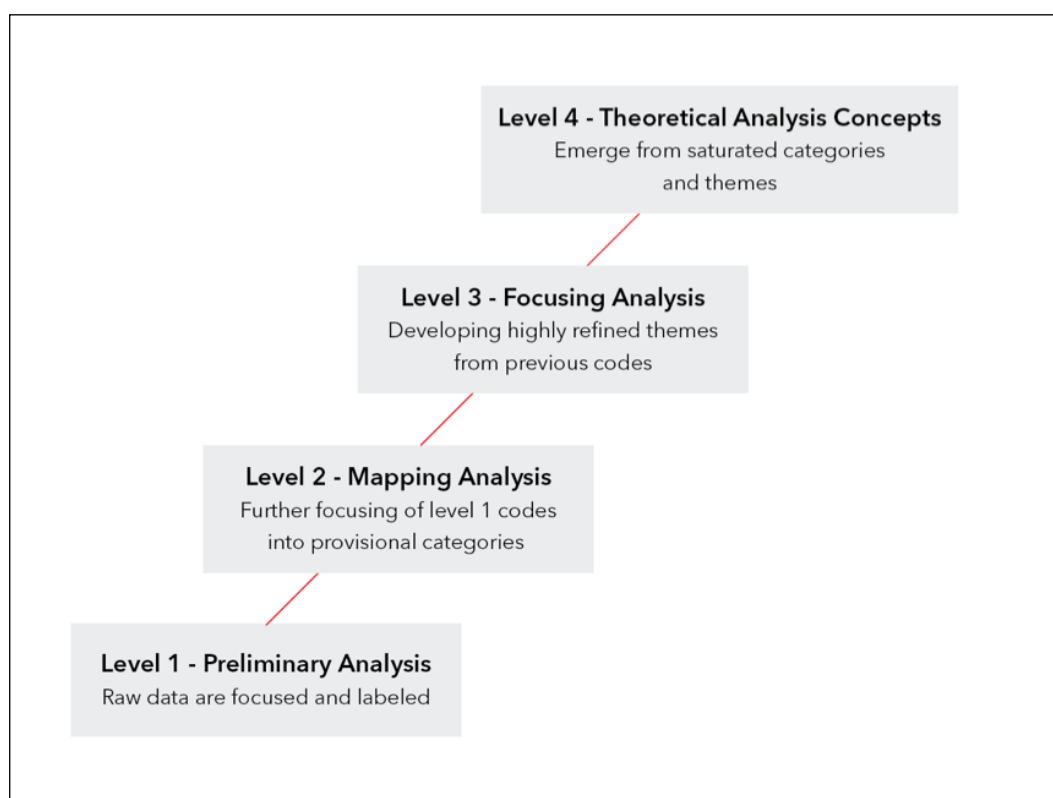 Level 4 - Theoretical Analysis Concepts
Emerge from saturated categories
and themes
Level 3 - Focusing Analysis
Developing highly refined themes
from previous codes
Level 2 - Mapping Analysis
Further focusing of level 1 codes
into provisional categories
Level 1 - Preliminary Analysis
Raw data are focused and labeled